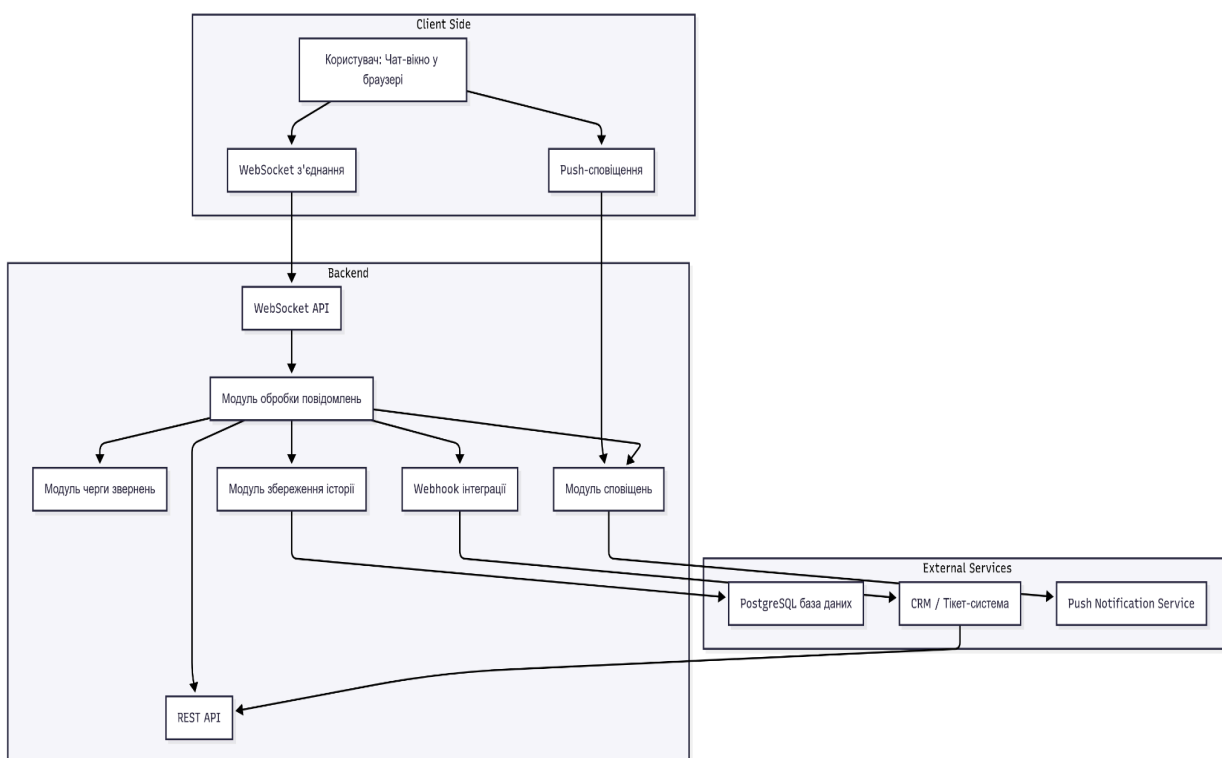 Client Side
Користувач: Чат-вікно у
браузері
WebSocket з'єднання
Push-сповіщення
Backend
WebSocket API
Модуль обробки повідомлень
Модуль черги звернень
Модуль збереження історії
Webhook інтеграції
Модуль сповіщень
External Services
PostgreSQL база даних
CRM / Тікет-система
Push Notification Service
REST API